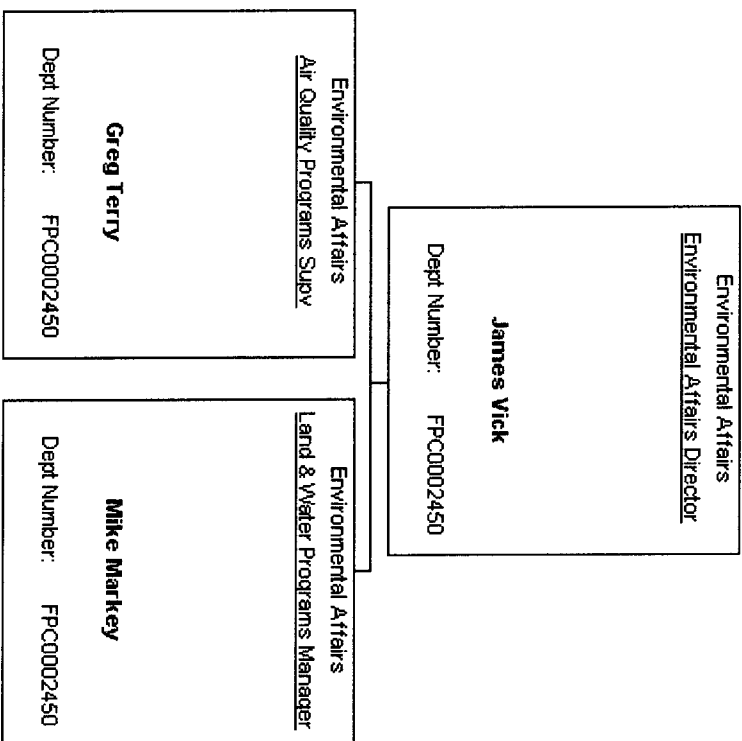 Environmental Affairs
Environmental Affairs Director
James Vick
Dept Number: FPC0002450
Environmental Affairs
Air Quality Programs Supv
Greg Terry
Dept Number: FPC0002450
Environmental Affairs
Land & Water Programs Manager
Mike Markey
Dept Number: FPC0002450